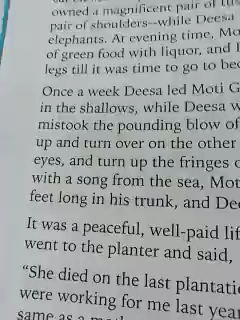 owned a magnificent pair of
pair of shoulders—while Deesa
elephants. At evening time, Mo
of green food with liquor, and
legs till it was time to go to be
Once a week Deesa led Moti G
in the shallows, while Deesa w
mistook the pounding blow of
up and turn over on the other
eyes, and turn up the fringes o
with a song from the sea, Mot
feet long in his trunk, and De
It was a peaceful, well-paid lif
went to the planter and said,
“She died on the last plantati
were working for me last year
same as a